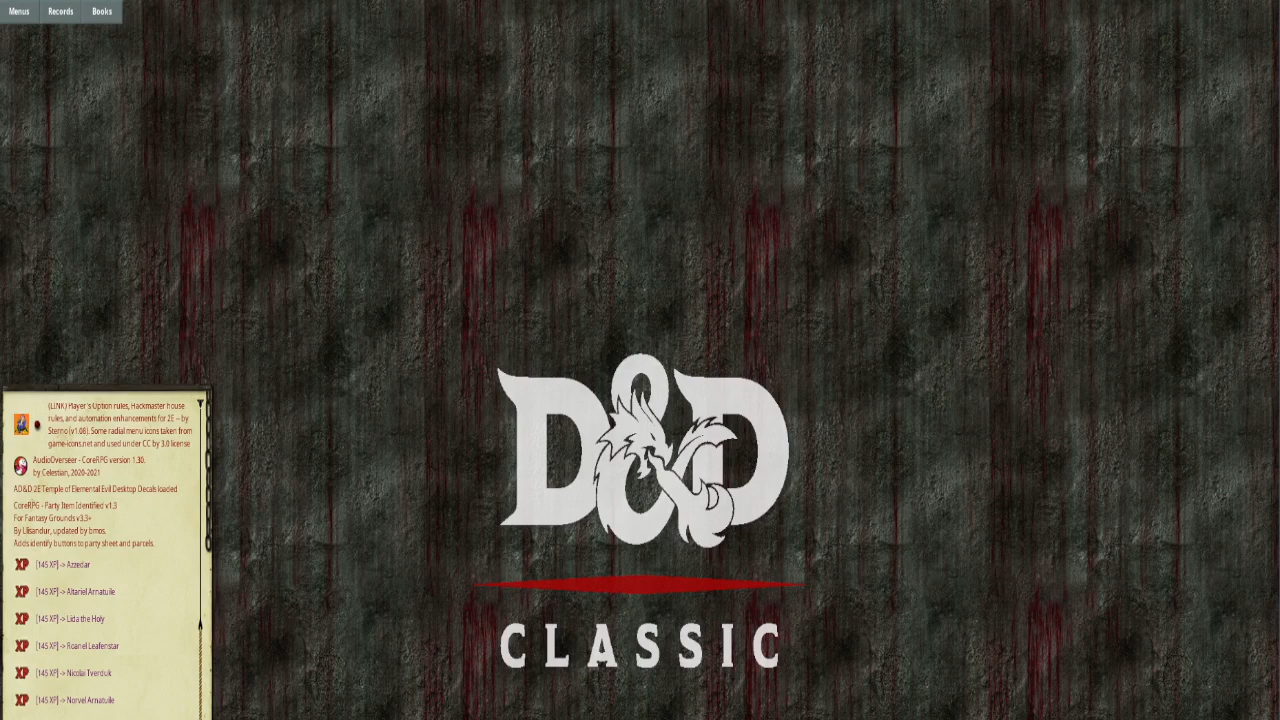 Menus
Records
Books
(LINK) Player's Option rules, Hackmaster house
rules, and automation enhancements for 2E -- by
Sterno (v1.08). Some radial menu icons taken from
game-icons.net and used under CC by 3.0 license
AudioOverseer - CoreRPG version 1.30.
by Celestian, 2020-2021
AD&D 2E Temple of Elemental Evil Desktop Decals loaded
CoreRPG - Party Item Identified v1.3
For Fantasy Grounds v3.3+
By Llisandur, updated by bmos.
Adds identify buttons to party sheet and parcels.
XP [145 XP] -> Azzedar
XP [145 XP] -> Altariel Arnatuile
XP [145 XP] -> Lida the Holy
XP [145 XP] -> Roanel Leafenstar
XP [145 XP] -> Nicolai Tverduk
XP [145 XP] -> Norvel Arnatuile
D&D
CLASSIC